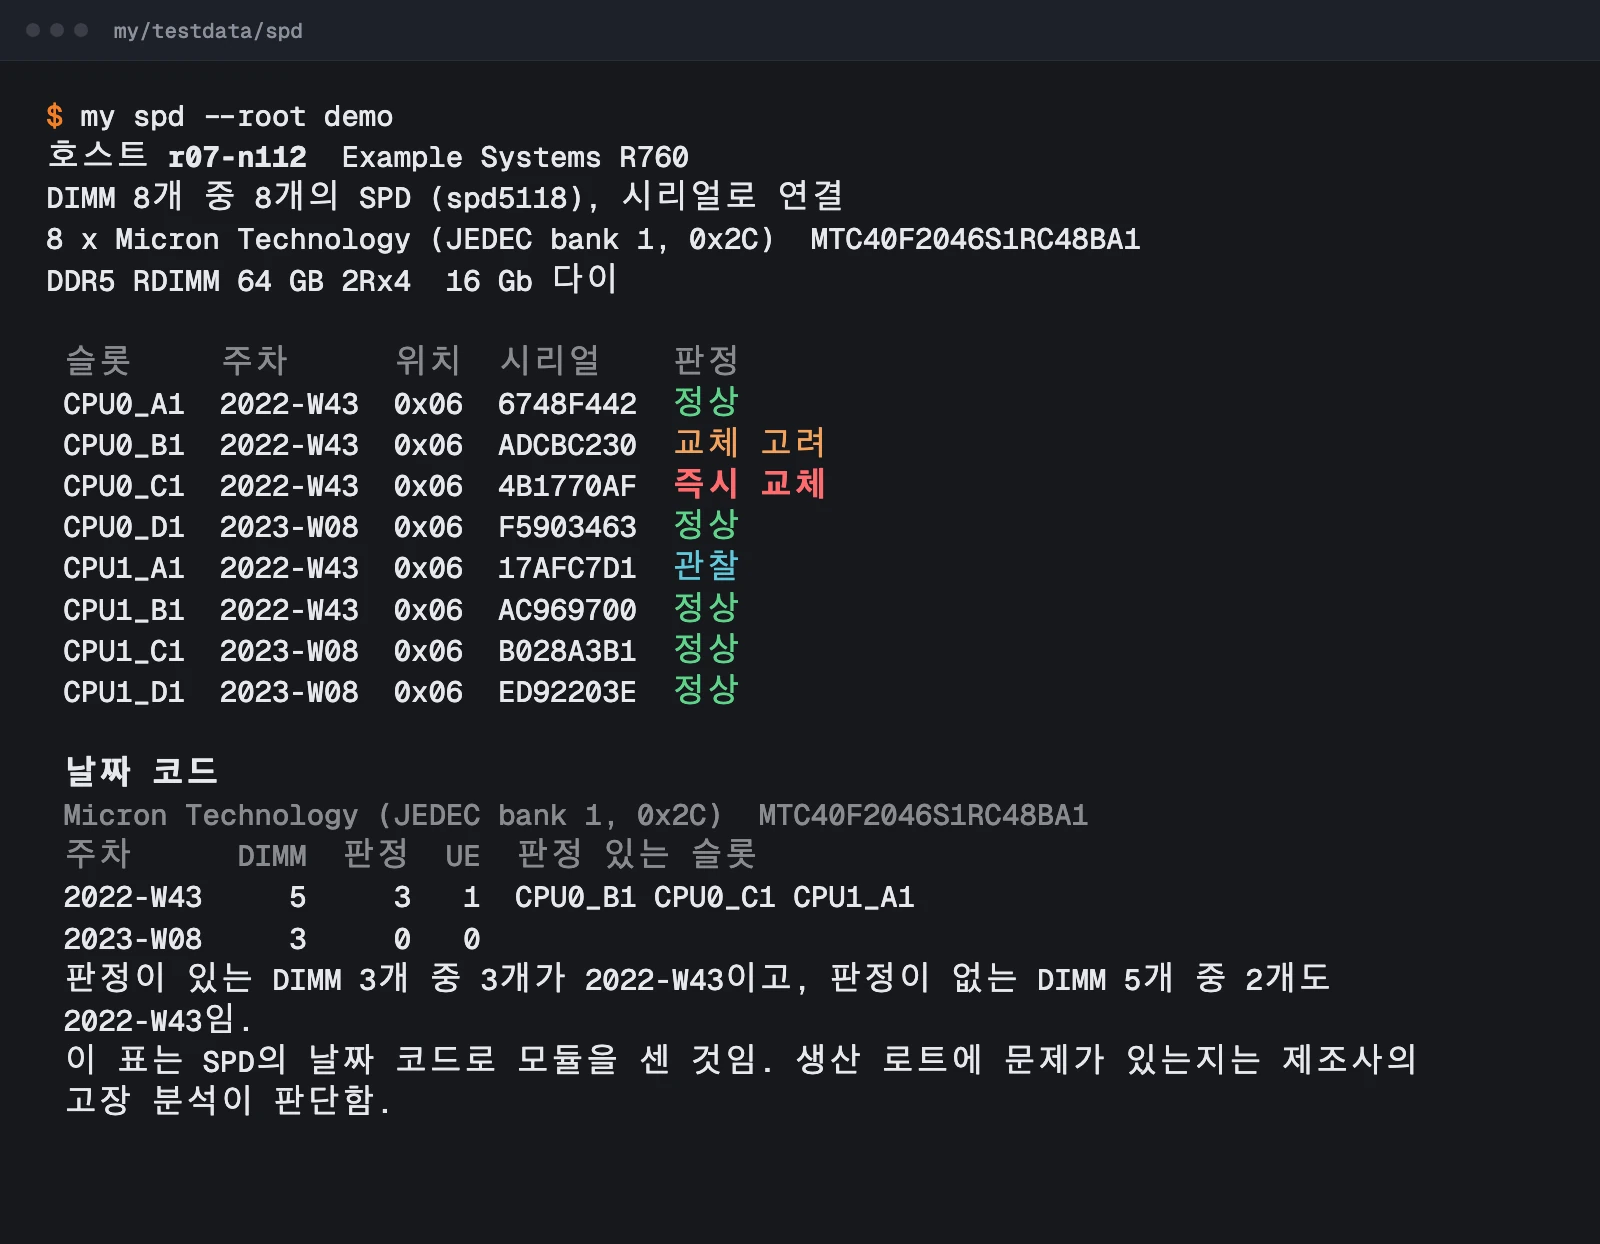 my/testdata/spd
$ my spd --root demo
호스트 r07-n112  Example Systems R760
DIMM 8개 중 8개의 SPD (spd5118), 시리얼로 연결
8 x Micron Technology (JEDEC bank 1, 0x2C)  MTC40F2046S1RC48BA1
DDR5 RDIMM 64 GB 2Rx4  16 Gb 다이
슬롯  주차  위치  시리얼  판정
CPU0_A1  2022-W43  0x06  6748F442  정상
CPU0_B1  2022-W43  0x06  ADCBC230  교체 고려
CPU0_C1  2022-W43  0x06  4B1770AF  즉시 교체
CPU0_D1  2023-W08  0x06  F5903463  정상
CPU1_A1  2022-W43  0x06  17AFC7D1  관찰
CPU1_B1  2022-W43  0x06  AC969700  정상
CPU1_C1  2023-W08  0x06  B028A3B1  정상
CPU1_D1  2023-W08  0x06  ED92203E  정상
날짜 코드
Micron Technology (JEDEC bank 1, 0x2C)  MTC40F2046S1RC48BA1
주차  DIMM  판정  UE  판정 있는 슬롯
2022-W43  5  3  1  CPU0_B1 CPU0_C1 CPU1_A1
2023-W08  3  0  0
판정이 있는 DIMM 3개 중 3개가 2022-W43이고, 판정이 없는 DIMM 5개 중 2개도
2022-W43임.
이 표는 SPD의 날짜 코드로 모듈을 센 것임. 생산 로트에 문제가 있는지는 제조사의
고장 분석이 판단함.